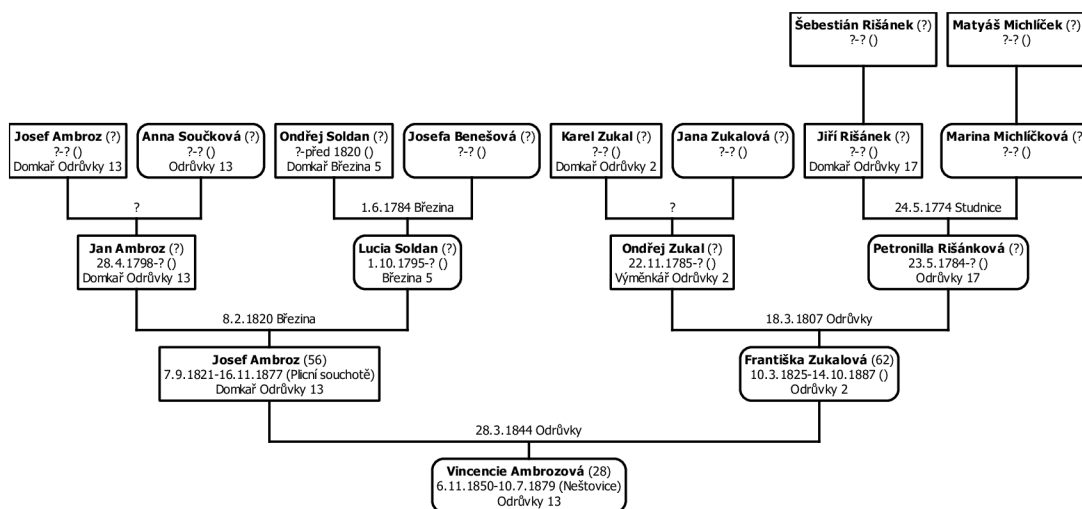 Šebestián Rišánek (?)
?-? ()
Matyáš Michlíček (?)
?-? ()
Josef Ambroz (?)
?-? ()
Domkař Odrůvky 13
Anna Součková (?)
?-? ()
Odrůvky 13
Ondřej Soldan (?)
?-před 1820 ()
Domkař Březina 5
Josefa Benešová (?)
?-? ()
Karel Zukal (?)
?-? ()
Domkař Odrůvky 2
Jana Zukalová (?)
?-? ()
Jiří Rišánek (?)
?-? ()
Domkař Odrůvky 17
Marina Michlíčková (?)
?-? ()
?
1.6.1784 Březina
?
24.5.1774 Studnice
Jan Ambroz (?)
28.4.1798-? ()
Domkař Odrůvky 13
Lucia Soldan (?)
1.10.1795-? ()
Březina 5
Ondřej Zukal (?)
22.11.1785-? ()
Výměnkář Odrůvky 2
Petronilla Rišánková (?)
23.5.1784-? ()
Odrůvky 17
8.2.1820 Březina
18.3.1807 Odrůvky
Josef Ambroz (56)
7.9.1821-16.11.1877 (Plicní souchotě)
Domkař Odrůvky 13
Františka Zukalová (62)
10.3.1825-14.10.1887 ()
Odrůvky 2
28.3.1844 Odrůvky
Vincencie Ambrozová (28)
6.11.1850-10.7.1879 (Neštovice)
Odrůvky 13